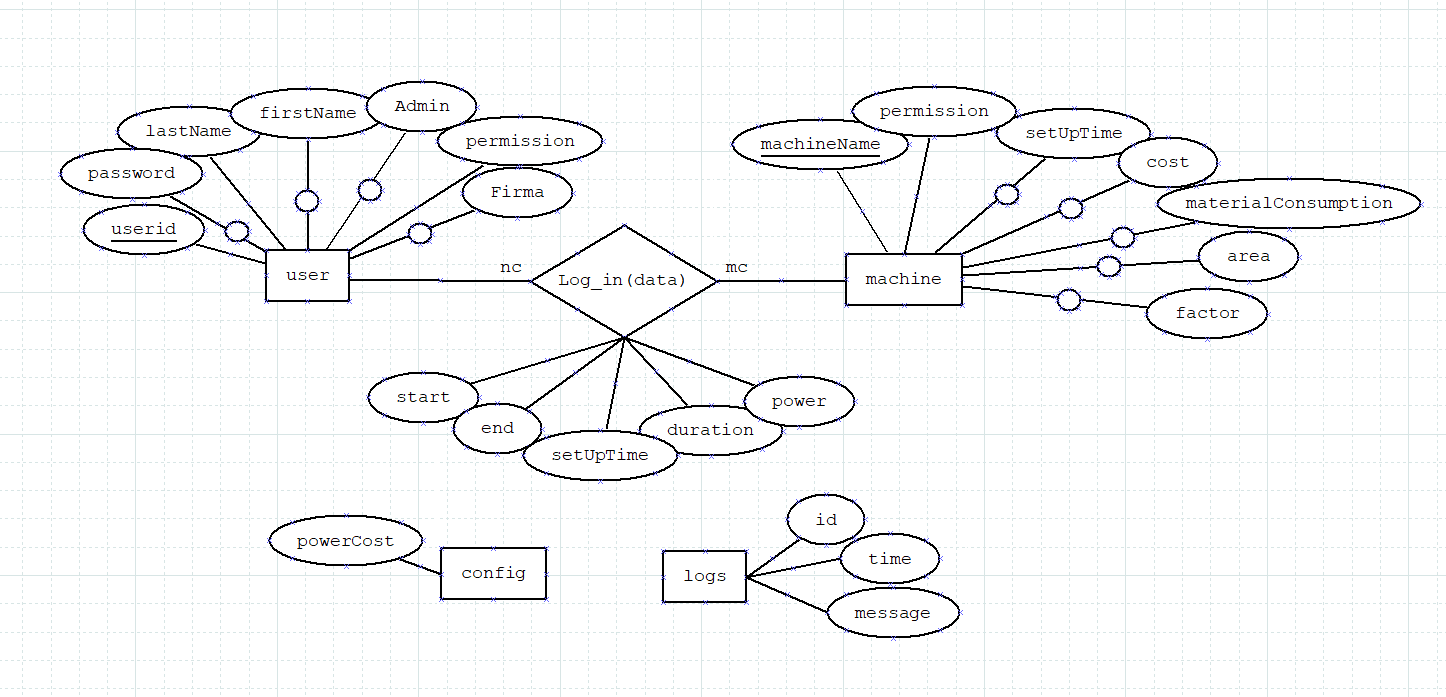 firstName
Admin
lastName
permission
password
Firma
userid
user
nc
Log_in(data)
mc
permission
setUpTime
machineName
cost
materialConsumption
area
machine
factor
start
end
setUpTime
duration
power
powerCost
config
id
time
logs
message